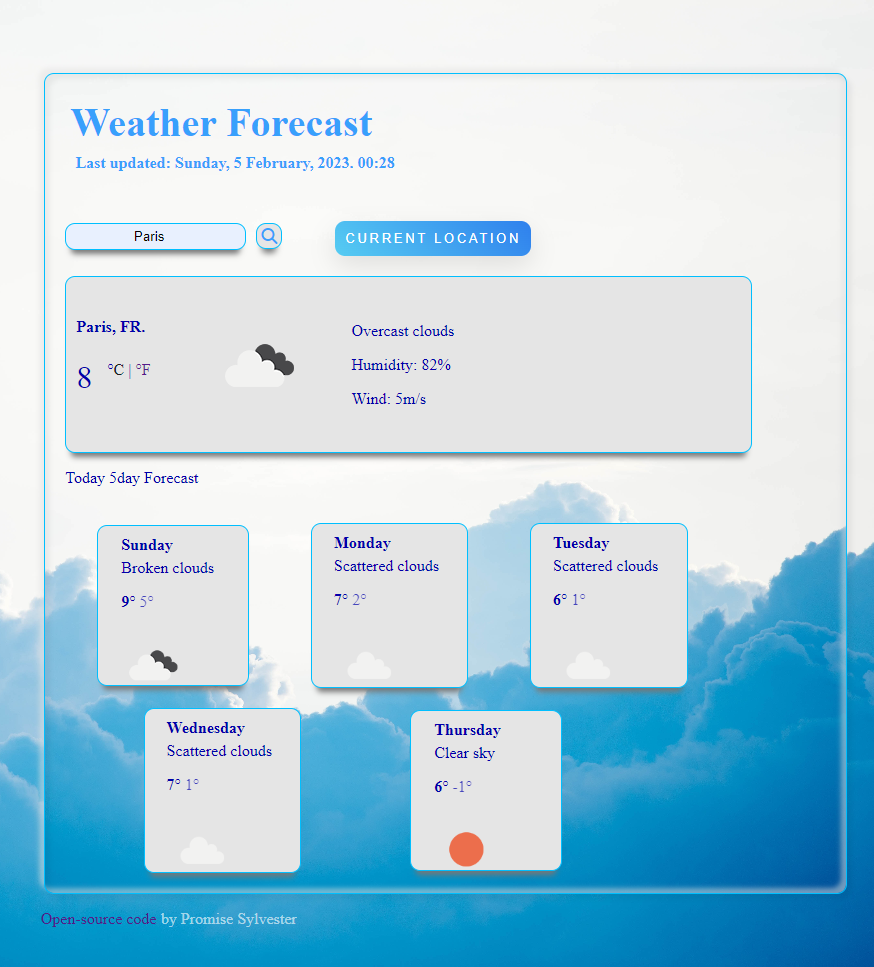 Weather Forecast
Last updated: Sunday, 5 February, 2023. 00:28
Paris
CURRENT LOCATION
Paris, FR.
8 °C | °F
Overcast clouds
Humidity: 82%
Wind: 5m/s
Today 5day Forecast
Sunday
Broken clouds
9° 5°
Monday
Scattered clouds
7° 2°
Tuesday
Scattered clouds
6° 1°
Wednesday
Scattered clouds
7° 1°
Thursday
Clear sky
6° -1°
Open-source code by Promise Sylvester